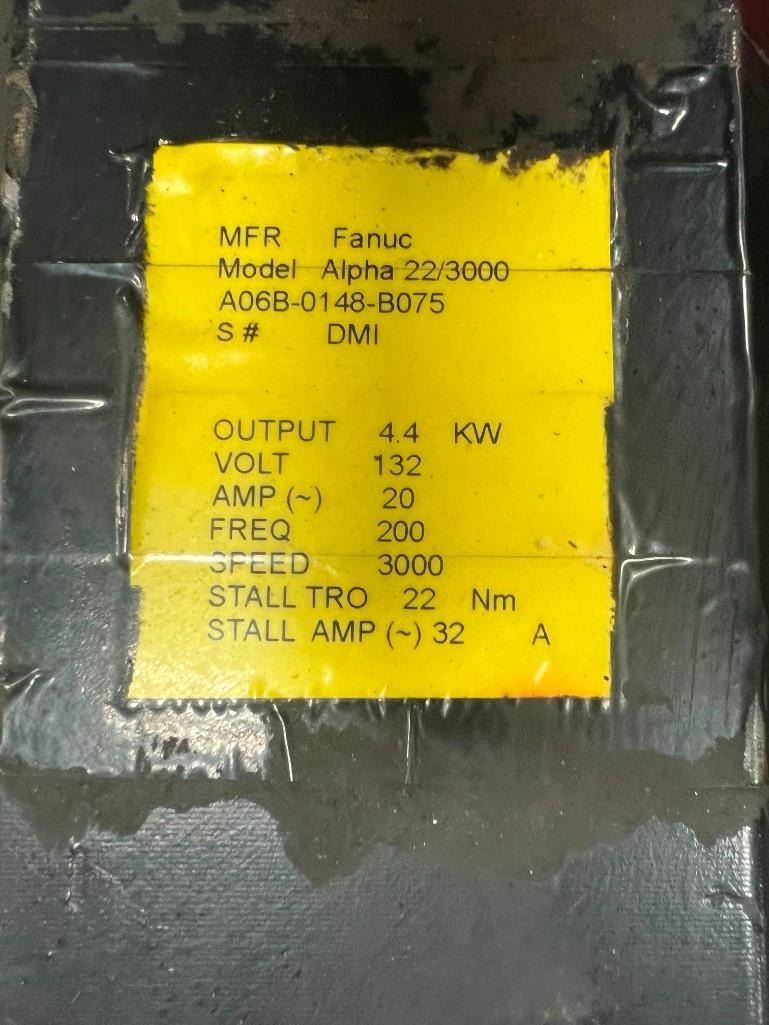 MFR Fanuc
Model Alpha 22/3000
A06B-0148-B075
S # DMI
OUTPUT 4.4 KW
VOLT 132
AMP (~) 20
FREQ 200
SPEED 3000
STALL TRO 22 Nm
STALL AMP (~) 32 A